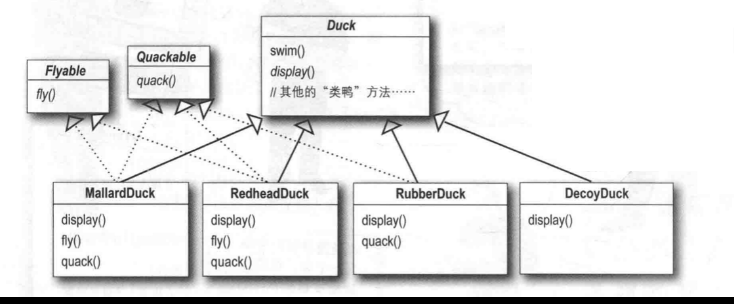 Duck
swim()
display()
// 其他的“类鸭”方法……
Quackable
quack()
Flyable
fly()
MallardDuck
display()
fly()
quack()
RedheadDuck
display()
fly()
quack()
RubberDuck
display()
quack()
DecoyDuck
display()